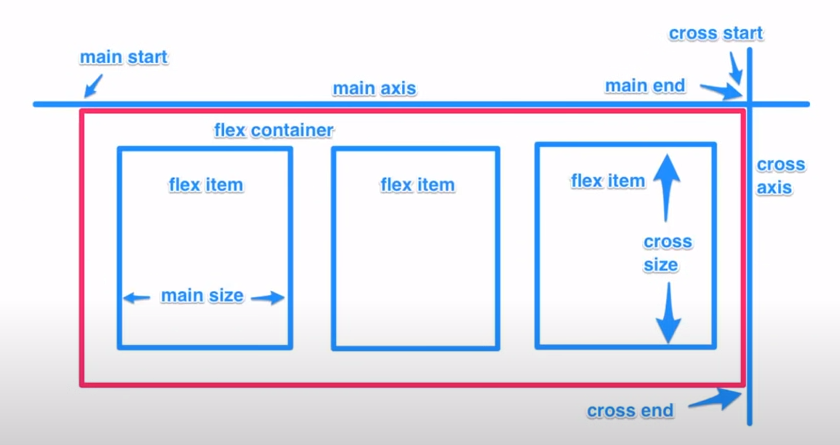 cross start
main start
main axis
main end
flex container
cross
axis
flex item
flex item
flex item
cross
size
main size
cross end